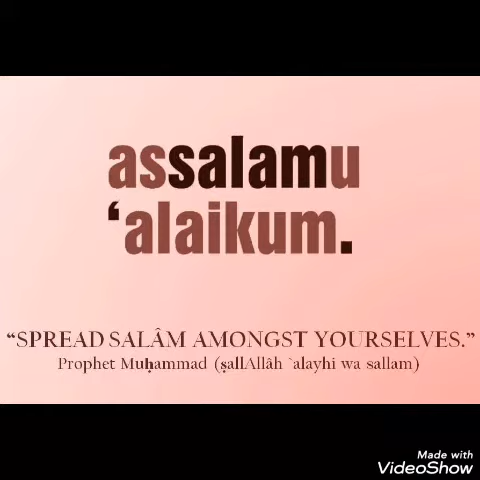 assalamu
‘alaikum.
“SPREAD SALÂM AMONGST YOURSELVES.”
Prophet Muḥammad (ṣallAllâh `alayhi wa sallam)
Made with
VideoShow